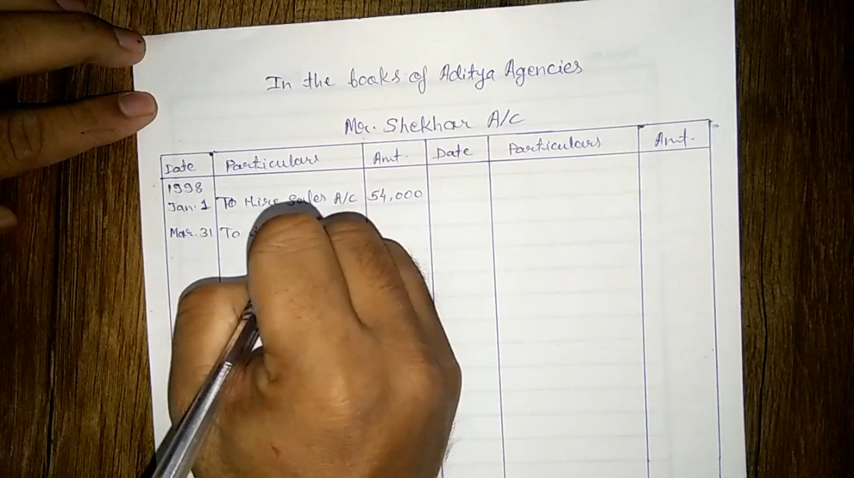 In the books of Aditya Agencies
Mr. Shekhar A/C
Date Particulars Amt. Date Particulars Amt.
1998
Jan. 1 To Hire Sales A/C 54,000
Mar. 31 To